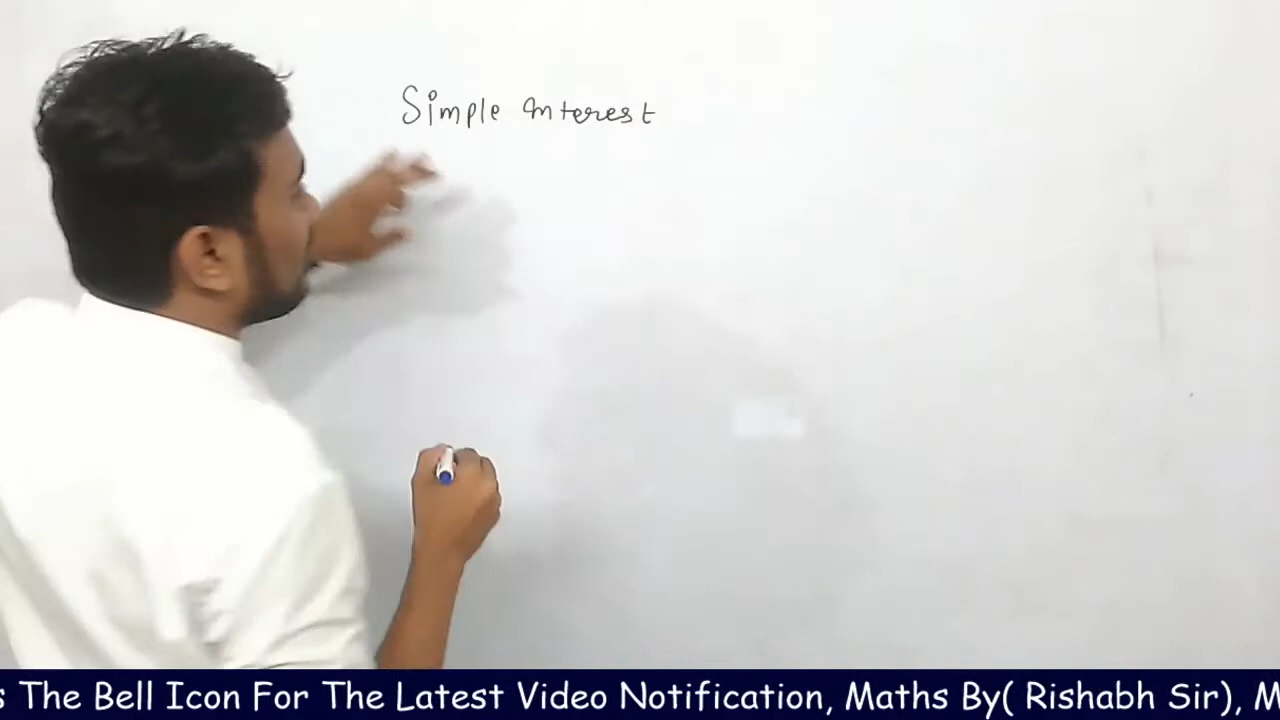 Simple Interest
s The Bell Icon For The Latest Video Notification, Maths By( Rishabh Sir), M